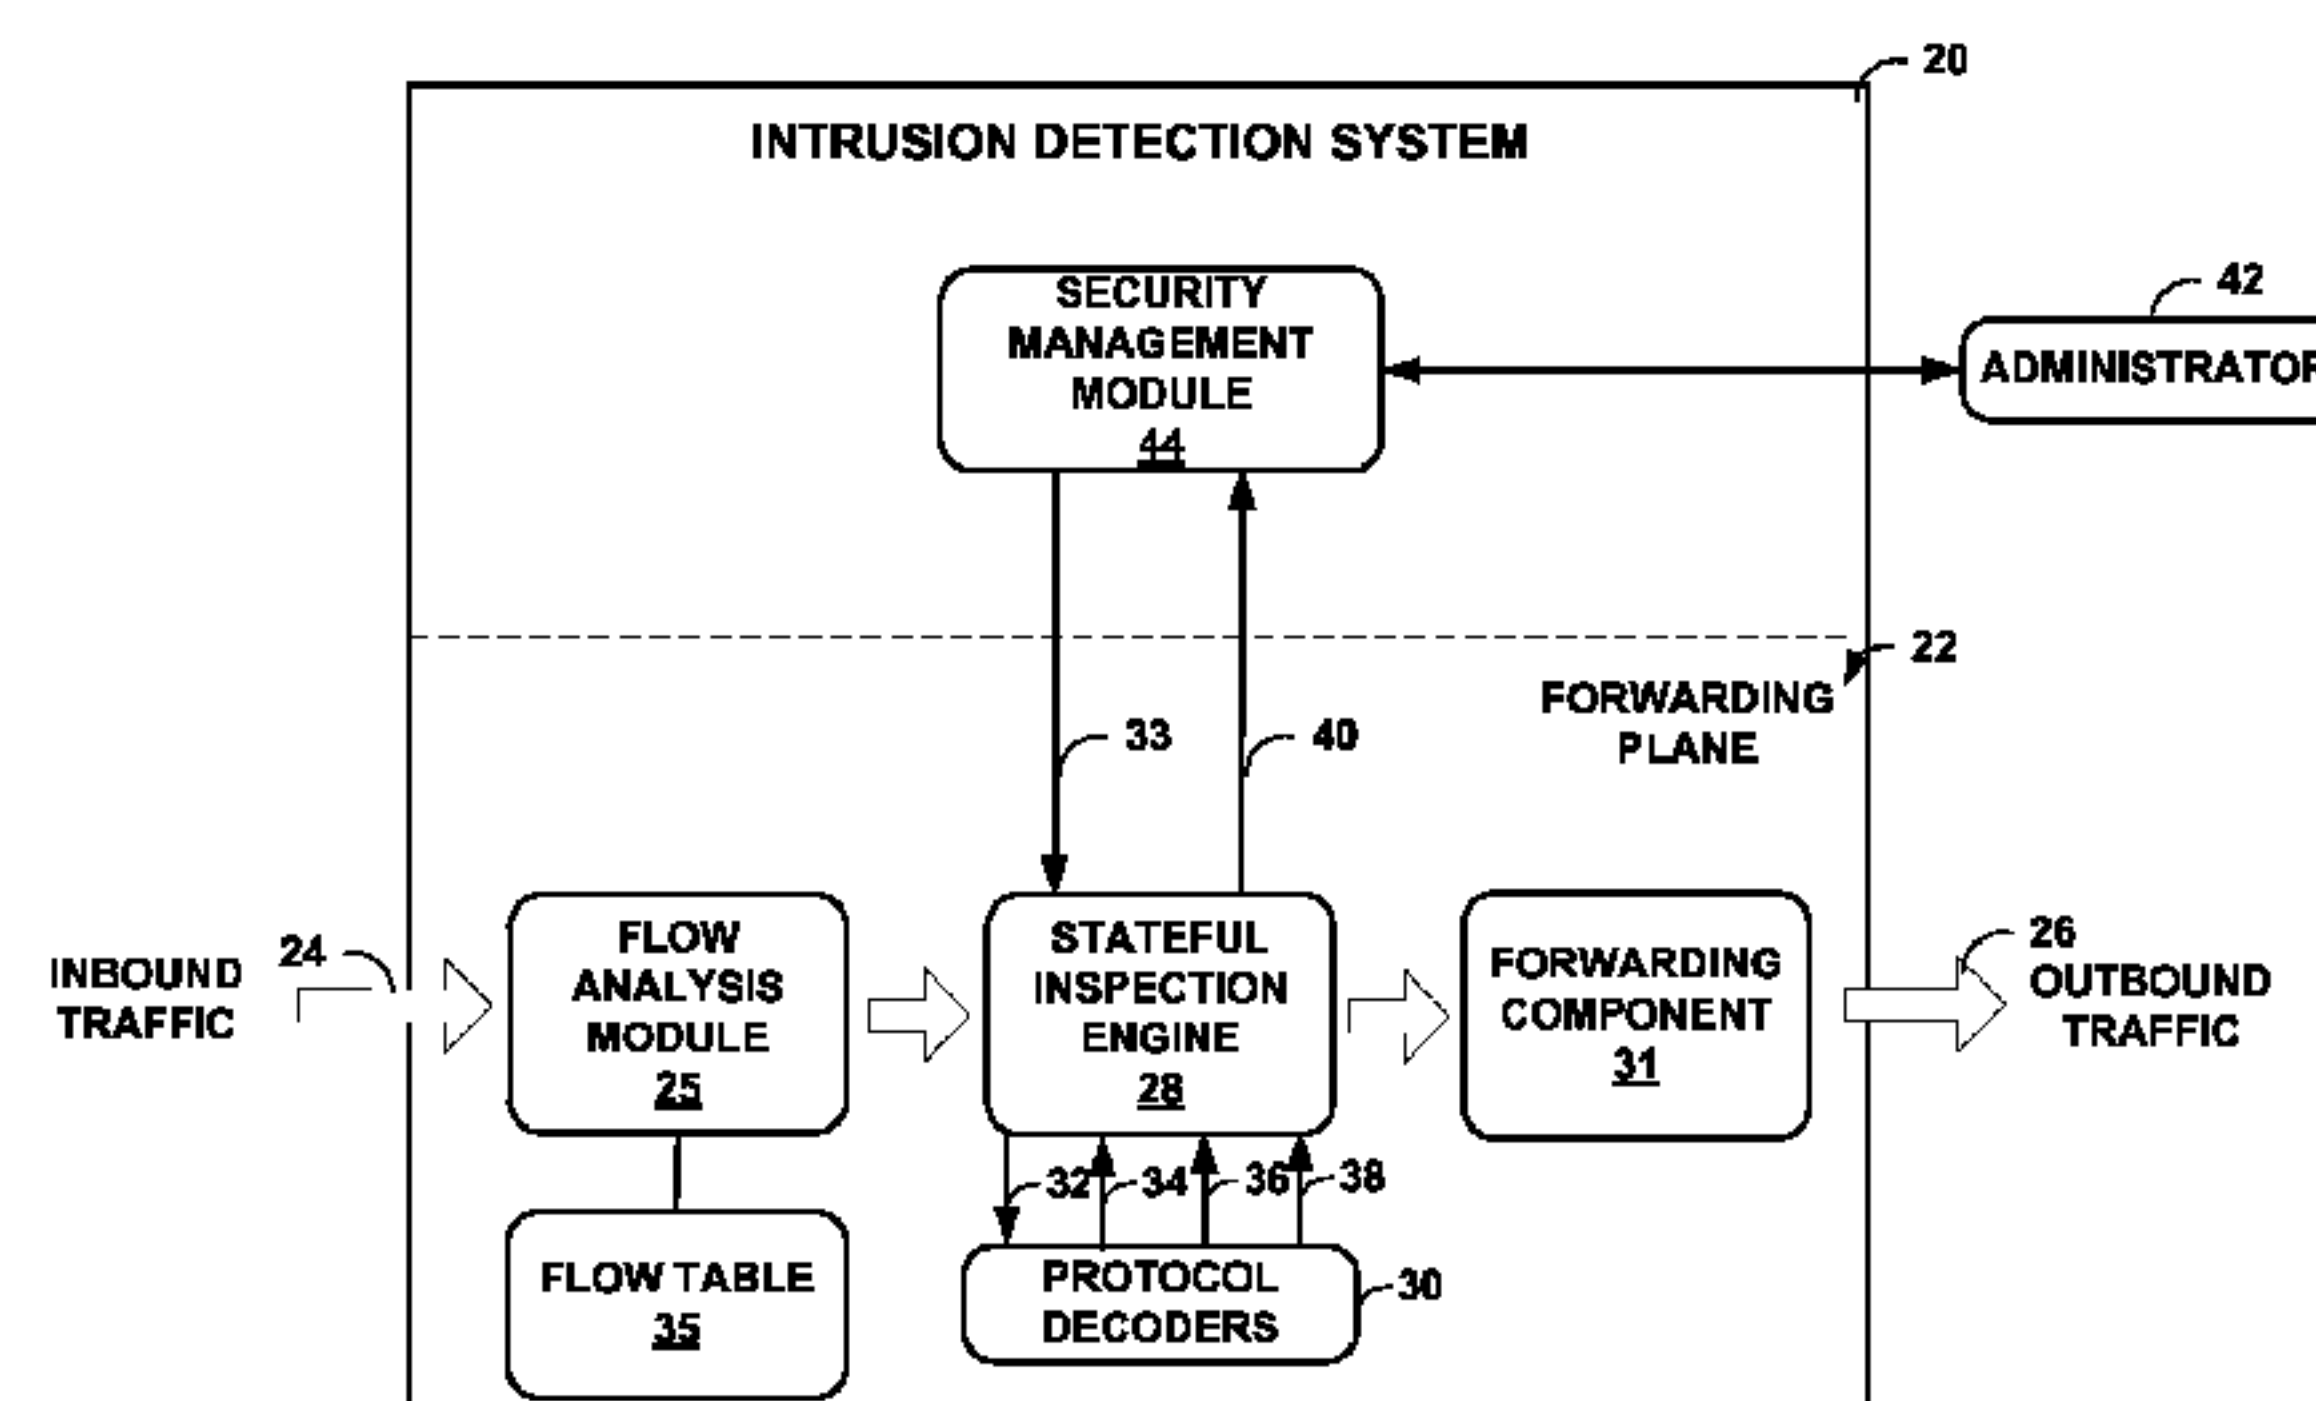 20
INTRUSION DETECTION SYSTEM
SECURITY
MANAGEMENT
MODULE
44
42
ADMINISTRATOR
22
FORWARDING
PLANE
33
40
INBOUND
TRAFFIC
24
FLOW
ANALYSIS
MODULE
25
STATEFUL
INSPECTION
ENGINE
28
FORWARDING
COMPONENT
31
26
OUTBOUND
TRAFFIC
32
34
36
38
FLOW TABLE
35
PROTOCOL
DECODERS
30